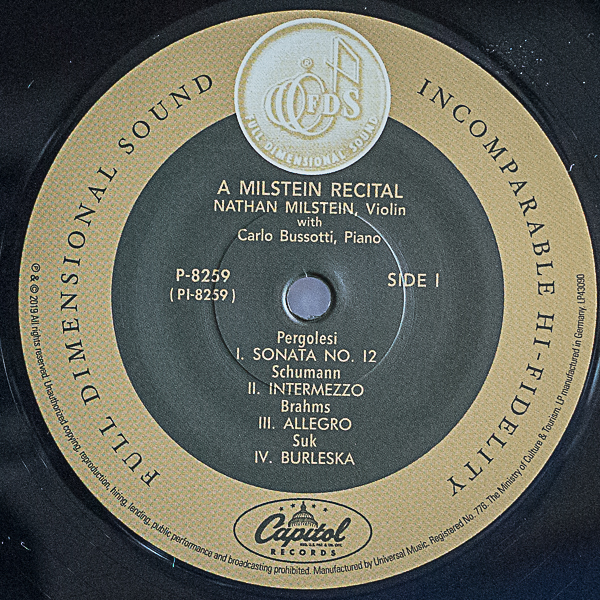 FDS
FULL DIMENSIONAL SOUND
FULL DIMENSIONAL SOUND
INCOMPARABLE HI-FIDELITY
A MILSTEIN RECITAL
NATHAN MILSTEIN, Violin
with
Carlo Bussotti, Piano
P-8259
SIDE 1
(PI-8259)
Pergolesi
I. SONATA NO. 12
Schumann
II. INTERMEZZO
Brahms
III. ALLEGRO
Suk
IV. BURLESKA
Capitol
RECORDS
℗ & © 2019 All rights reserved. Unauthorized copying, reproduction, hiring, lending, public performance and broadcasting prohibited. Manufactured by Universal Music. Registered No. 776. The Ministry of Culture & Tourism. LP manufactured in Germany. LP43090